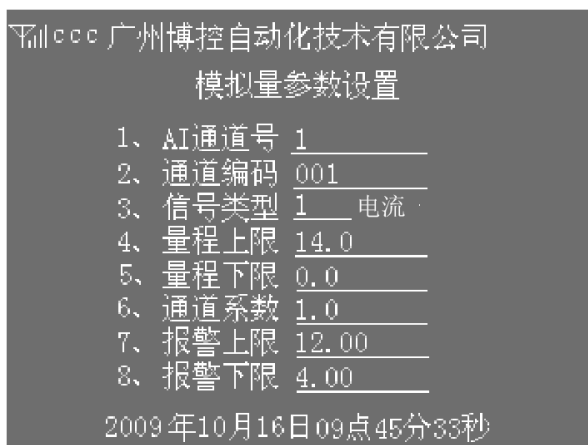 ccc 广州博控自动化技术有限公司
模拟量参数设置
1、AI通道号 1
2、通道编码 001
3、信号类型 1 电流
4、量程上限 14.0
5、量程下限 0.0
6、通道系数 1.0
7、报警上限 12.00
8、报警下限 4.00
2009年10月16日09点45分33秒